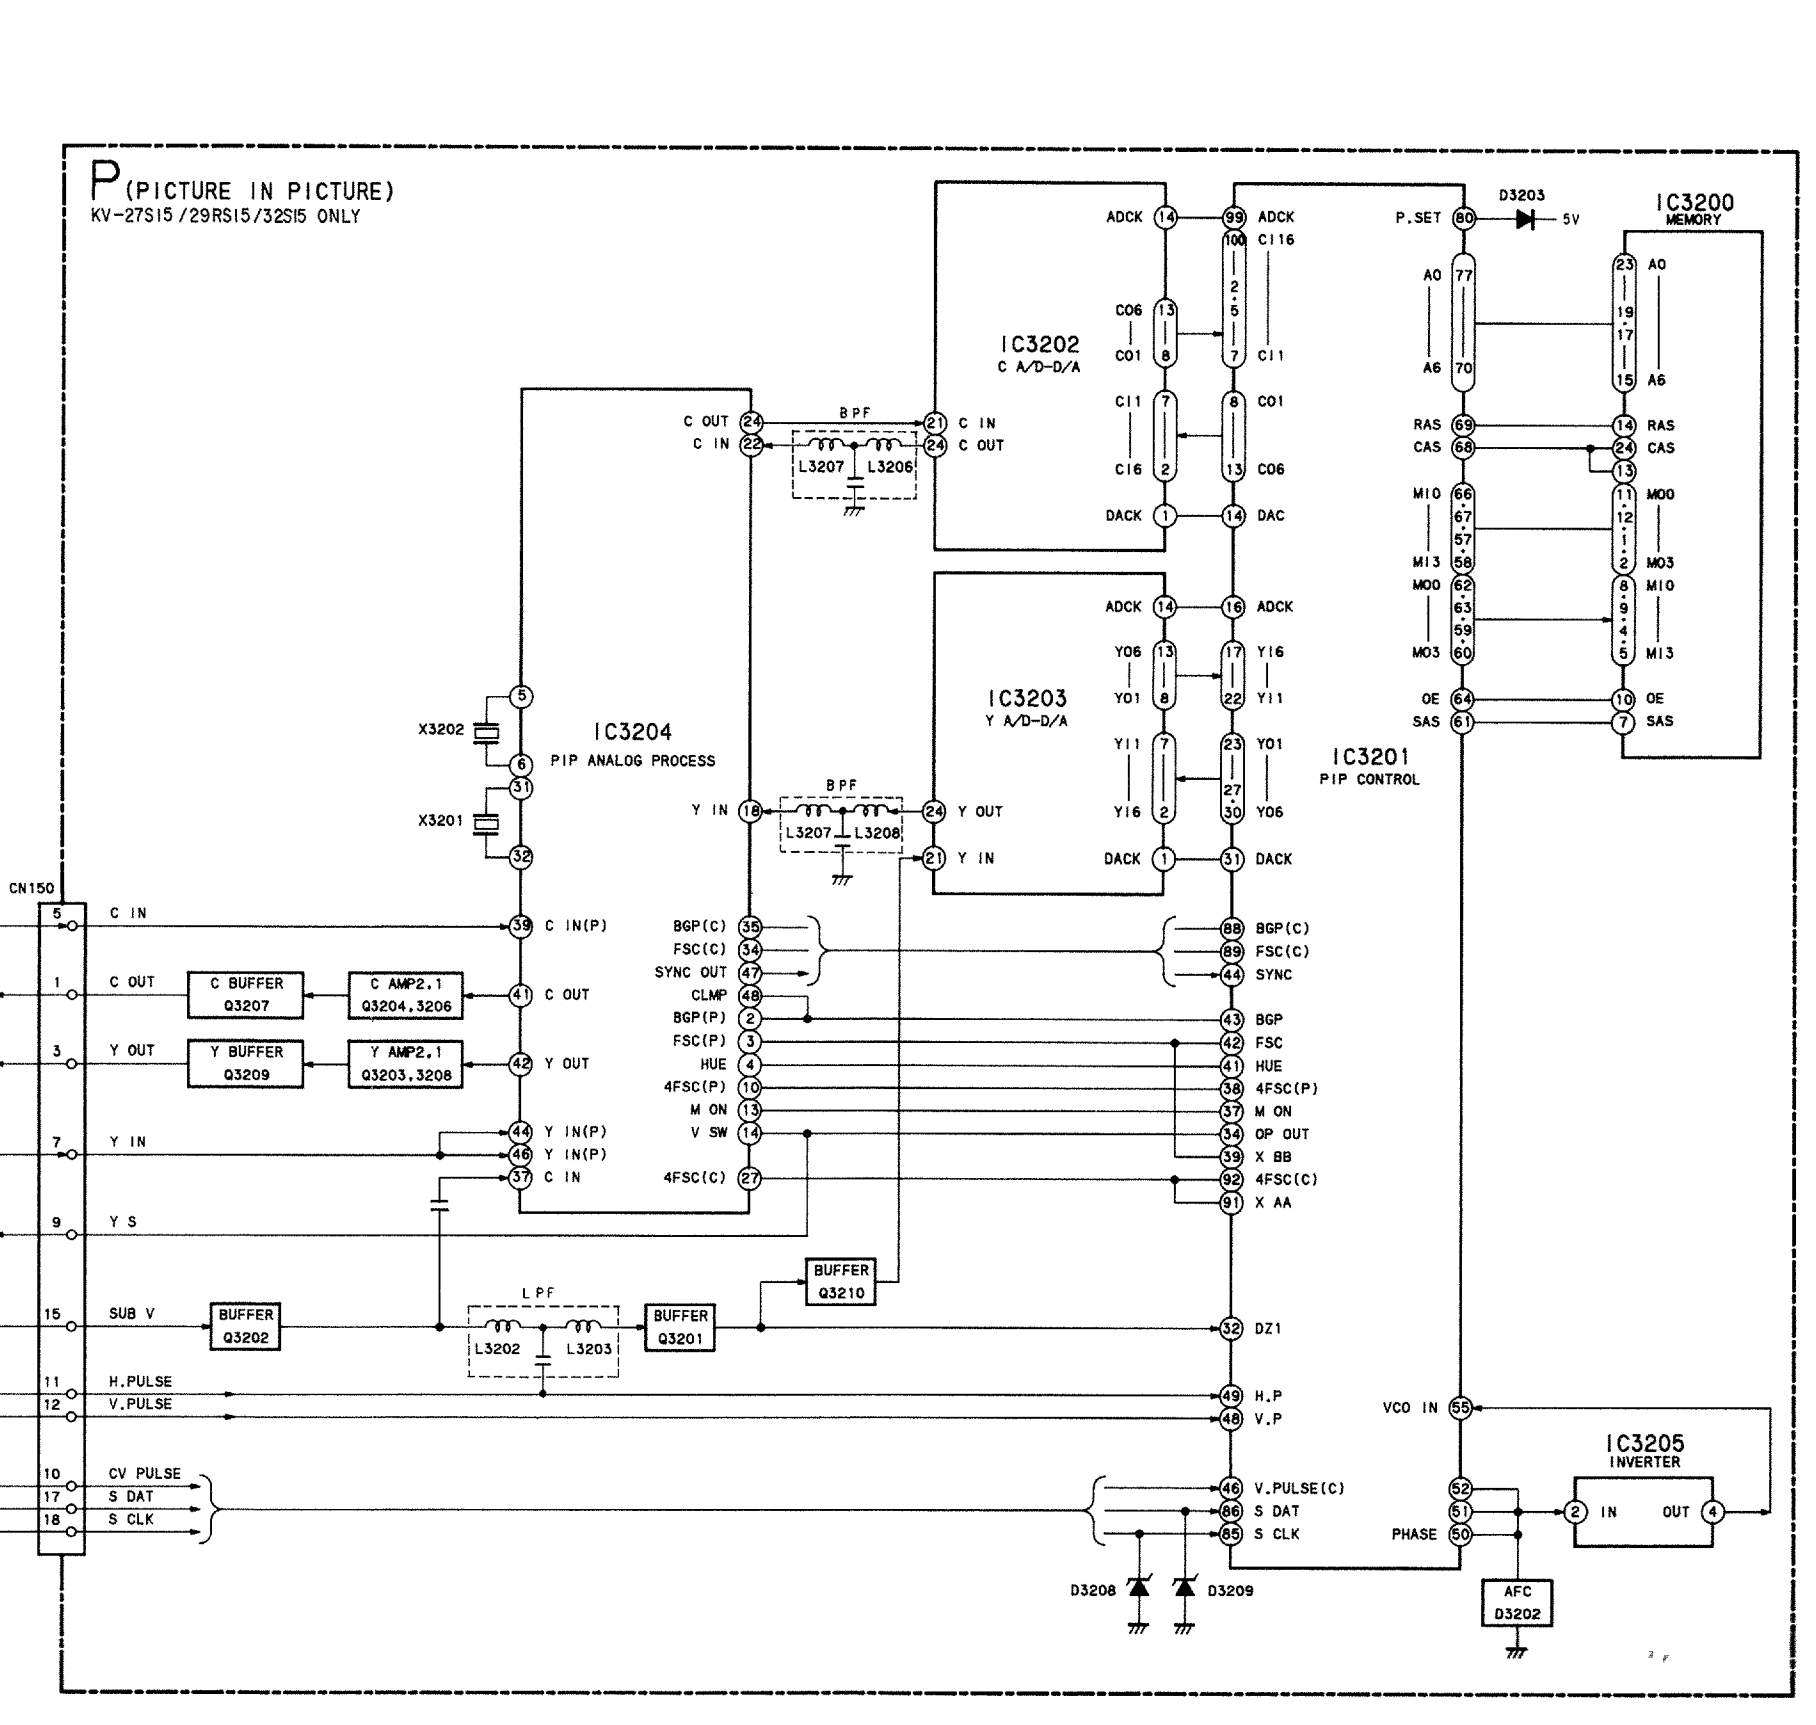 P (PICTURE IN PICTURE)
KV-27S15/29RS15/32S15 ONLY
IC3202
C A/D-D/A
ADCK 14
CO6 13
CO1 8
CI1 7
CI6 2
DACK 1
21 C IN
24 C OUT
99 ADCK
100 CI16
2
5
7 CI1
8 CO1
13 CO6
14 DAC
P.SET 80
D3203
5V
IC3200
MEMORY
A0 77
A6 70
23 A0
19
17
15 A6
RAS 69
14 RAS
CAS 68
24 CAS
13
MI0 66
67
57
MI3 58
11 MO0
12
1
2 MO3
MO0 62
63
59
MO3 60
8 MI0
9
4
5 MI3
OE 64
10 OE
SAS 61
7 SAS
IC3201
PIP CONTROL
C OUT 24
C IN 22
BPF
L3207 L3206
IC3203
Y A/D-D/A
ADCK 14
YO6 13
YO1 8
YI1 7
YI6 2
DACK 1
24 Y OUT
21 Y IN
16 ADCK
17 YI6
22 YI1
23 YO1
27
30 YO6
31 DACK
IC3204
PIP ANALOG PROCESS
X3202
5
6
X3201
31
32
Y IN 18
BPF
L3207 L3208
CN150
5 C IN
39 C IN(P)
1 C OUT
C BUFFER
Q3207
C AMP2.1
Q3204.3206
41 C OUT
3 Y OUT
Y BUFFER
Q3209
Y AMP2.1
Q3203.3208
42 Y OUT
7 Y IN
44 Y IN(P)
46 Y IN(P)
37 C IN
9 Y S
BGP(C) 35
FSC(C) 34
SYNC OUT 47
CLMP 48
BGP(P) 2
FSC(P) 3
HUE 4
4FSC(P) 10
M ON 13
V SW 14
4FSC(C) 27
88 BGP(C)
89 FSC(C)
44 SYNC
43 BGP
42 FSC
41 HUE
38 4FSC(P)
37 M ON
34 OP OUT
39 X BB
92 4FSC(C)
91 X AA
15 SUB V
BUFFER
Q3202
LPF
L3202 L3203
BUFFER
Q3201
BUFFER
Q3210
32 DZ1
11 H.PULSE
12 V.PULSE
49 H.P
48 V.P
10 CV PULSE
17 S DAT
18 S CLK
46 V.PULSE(C)
86 S DAT
85 S CLK
D3208
D3209
VCO IN 55
52
51
PHASE 50
IC3205
INVERTER
2 IN
OUT 4
AFC
D3202